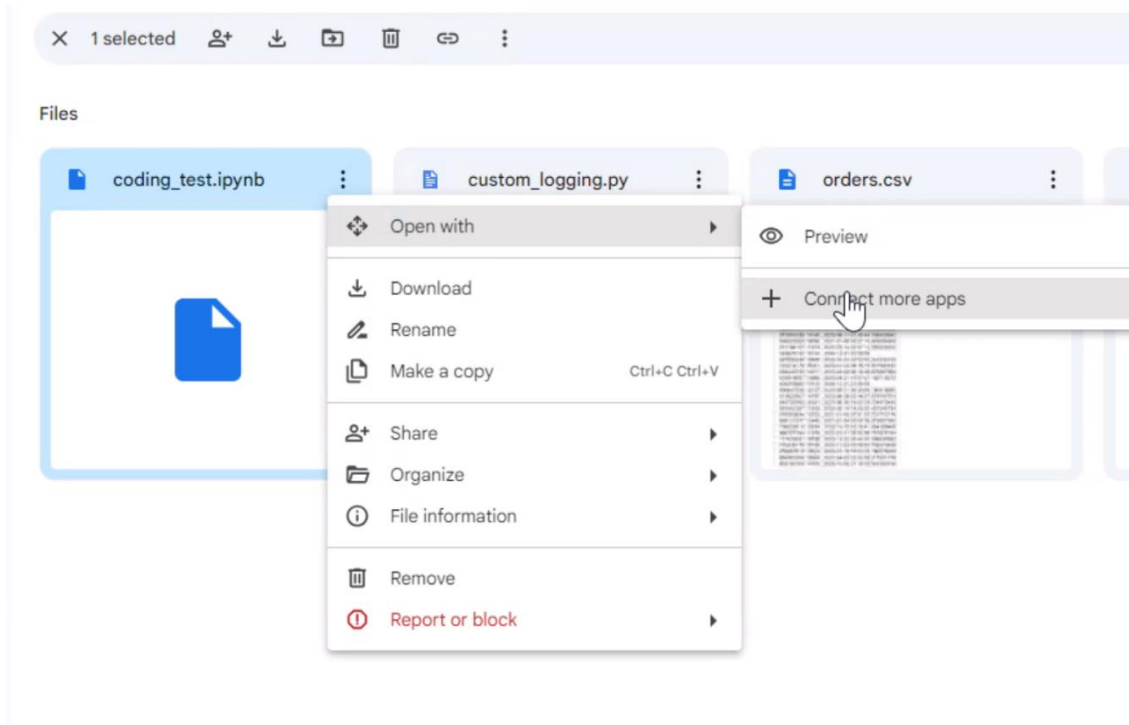 1 selected
Files
coding_test.ipynb
custom_logging.py
orders.csv
Open with
Preview
Connect more apps
Download
Rename
Make a copy Ctrl+C Ctrl+V
Share
Organize
File information
Remove
Report or block